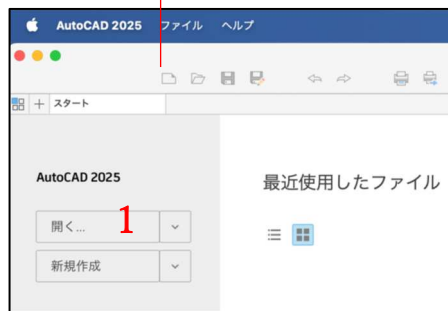 AutoCAD 2025 ファイル ヘルプ
スタート
AutoCAD 2025
最近使用したファイル
開く... 1
新規作成